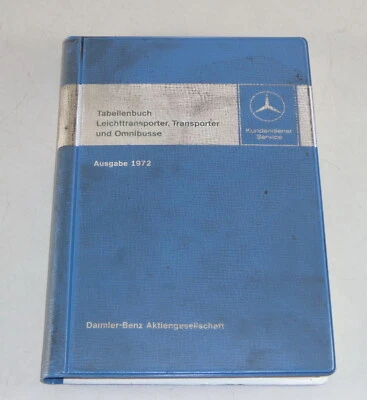 Tabellenbuch
Leichttransporter, Transporter
und Omnibusse
Kundendienst
Service
Ausgabe 1972
Daimler-Benz Aktiengesellschaft